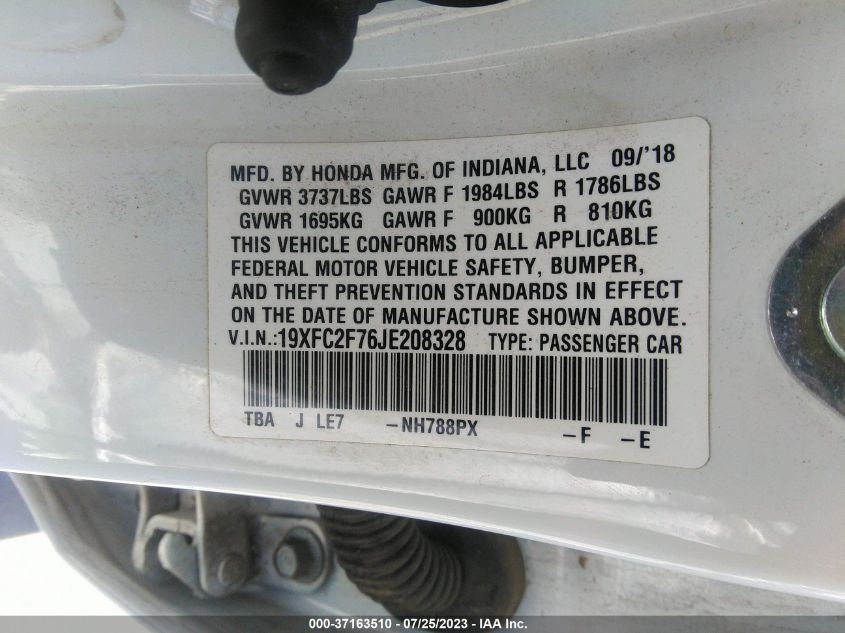 MFD. BY HONDA MFG. OF INDIANA, LLC 09/'18
GVWR 3737LBS GAWR F 1984LBS R 1786LBS
GVWR 1695KG GAWR F 900KG R 810KG
THIS VEHICLE CONFORMS TO ALL APPLICABLE
FEDERAL MOTOR VEHICLE SAFETY, BUMPER,
AND THEFT PREVENTION STANDARDS IN EFFECT
ON THE DATE OF MANUFACTURE SHOWN ABOVE.
V.I.N.:19XFC2F76JE208328 TYPE: PASSENGER CAR
TBA J LE7 -NH788PX -F -E
000-37163510 - 07/25/2023 - IAA Inc.